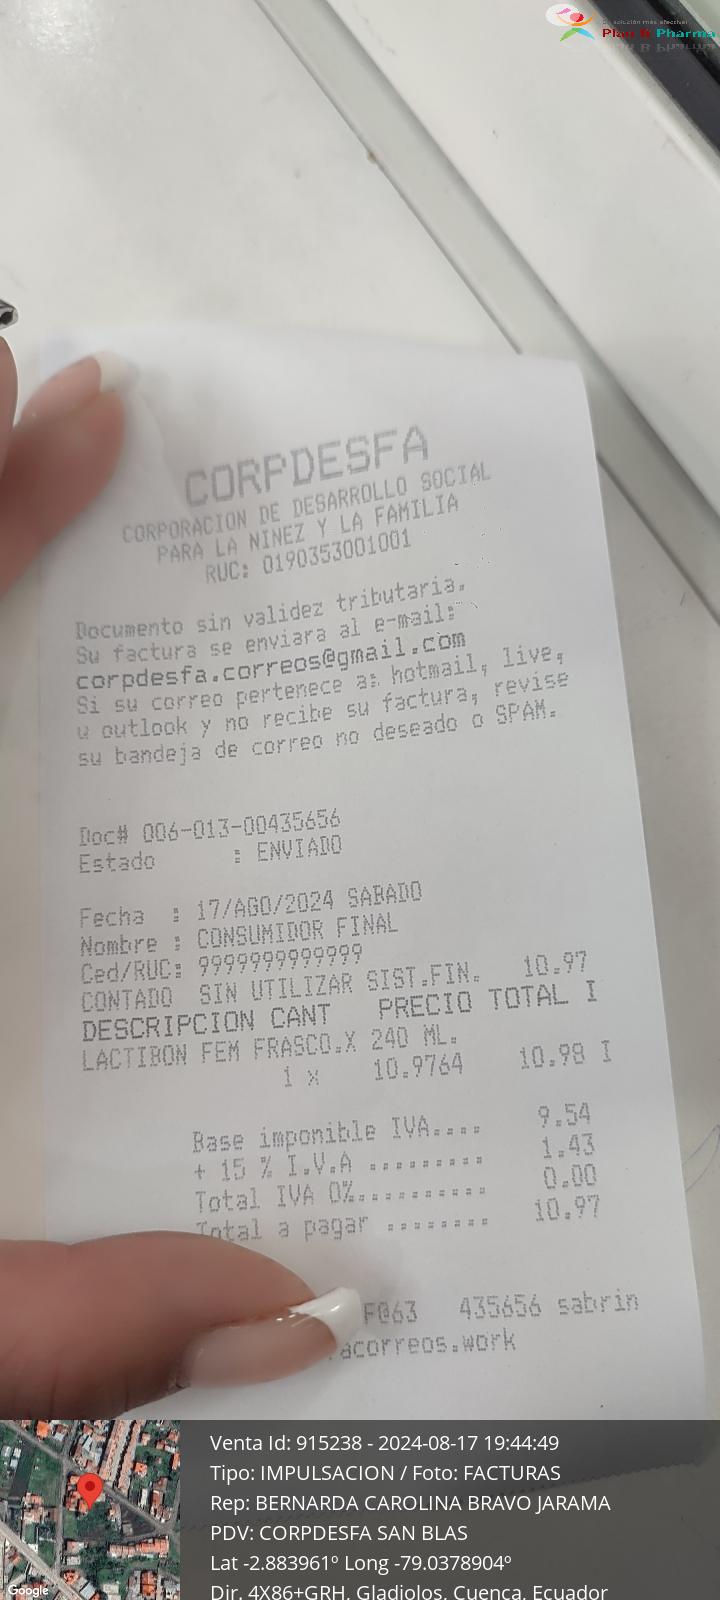 La solución más efectiva!
Plan B Pharma
CORPDESFA
CORPORACION DE DESARROLLO SOCIAL
PARA LA NINEZ Y LA FAMILIA
RUC: 0190353001001
Documento sin validez tributaria.
Su factura se enviara al e-mail:
corpdesfa.correos@gmail.com
Si su correo pertenece a: hotmail, live,
u outlook y no recibe su factura, revise
su bandeja de correo no deseado o SPAM.
Doc# 006-013-00435656
Estado : ENVIADO
Fecha : 17/AGO/2024 SABADO
Nombre : CONSUMIDOR FINAL
Ced/RUC: 9999999999999
CONTADO SIN UTILIZAR SIST.FIN. 10.97
DESCRIPCION CANT PRECIO TOTAL I
LACTIBON FEM FRASCO.X 240 ML.
1 x 10.9764 10.98 I
Base imponible IVA.... 9.54
+ 15 % I.V.A ......... 1.43
Total IVA 0%........... 0.00
Total a pagar ........ 10.97
F@63 435656 sabrin
acorreos.work
Venta Id: 915238 - 2024-08-17 19:44:49
Tipo: IMPULSACION / Foto: FACTURAS
Rep: BERNARDA CAROLINA BRAVO JARAMA
PDV: CORPDESFA SAN BLAS
Lat -2.883961º Long -79.0378904º
Dir. 4X86+GRH, Gladiolos, Cuenca, Ecuador
Google